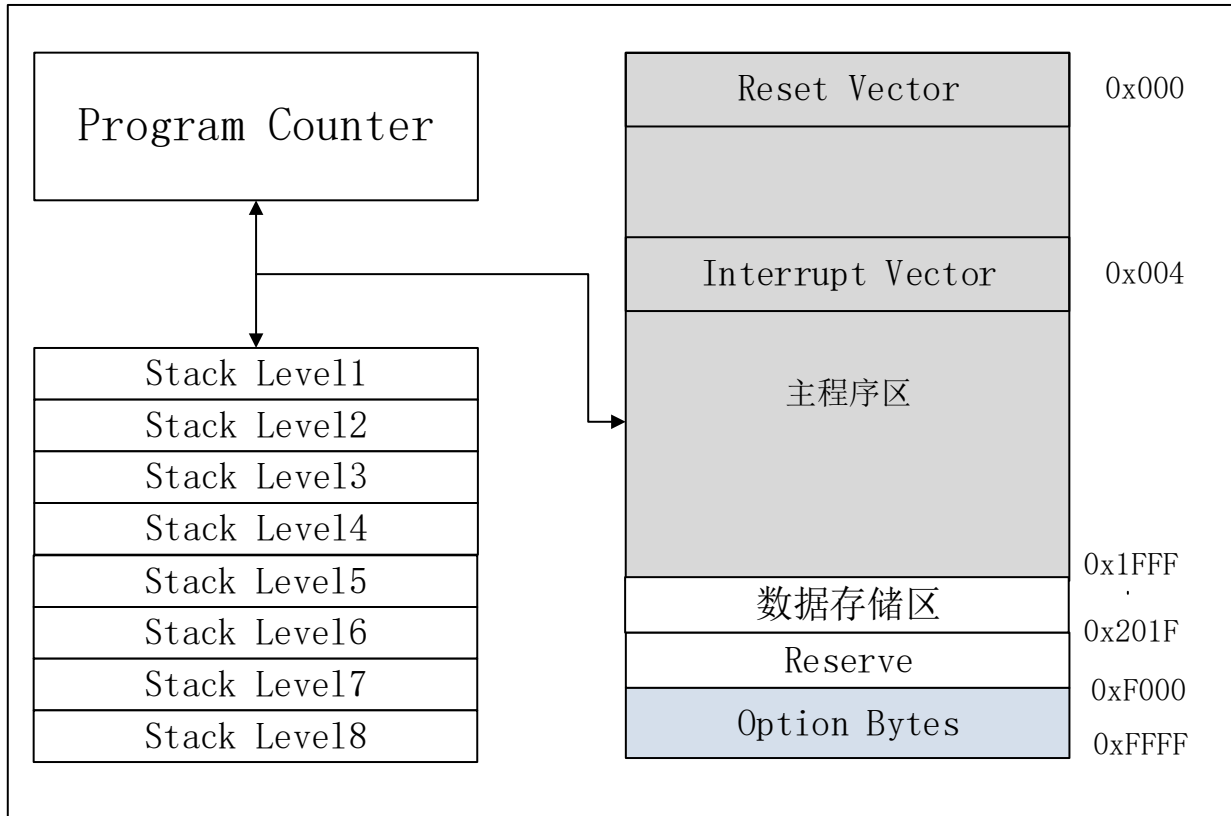 Program Counter
Stack Level1
Stack Level2
Stack Level3
Stack Level4
Stack Level5
Stack Level6
Stack Level7
Stack Level8
Reset Vector
0x000
Interrupt Vector
0x004
主程序区
0x1FFF
数据存储区
0x201F
Reserve
0xF000
Option Bytes
0xFFFF